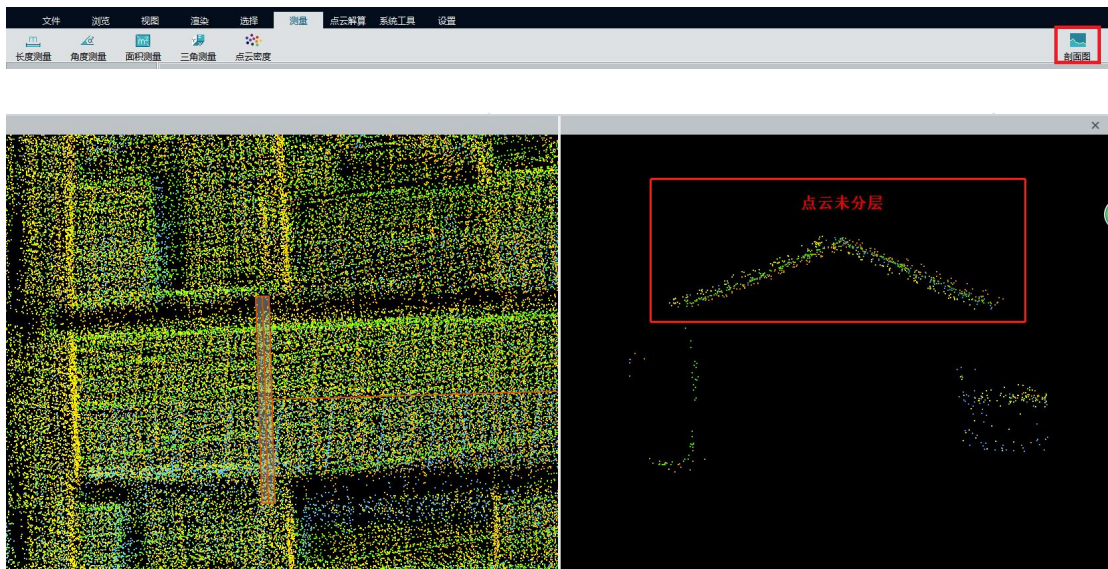 文件 浏览 视图 渲染 选择 测量 点云解算 系统工具 设置
m m²
长度测量 角度测量 面积测量 三角测量 点云密度 剖面图
×
点云未分层